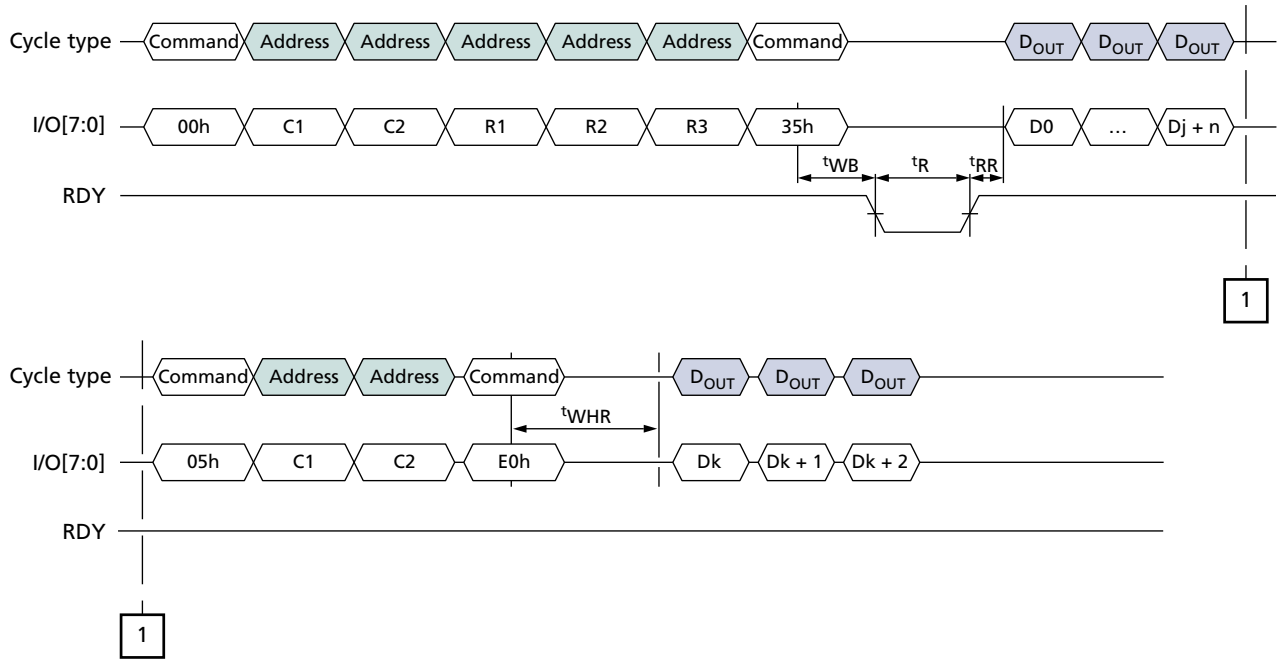 Cycle type Command Address Address Address Address Address Command DOUT DOUT DOUT
I/O[7:0] 00h C1 C2 R1 R2 R3 35h D0 … Dj + n
tWB tR tRR
RDY
1
Cycle type Command Address Address Command DOUT DOUT DOUT
tWHR
I/O[7:0] 05h C1 C2 E0h Dk Dk + 1 Dk + 2
RDY
1